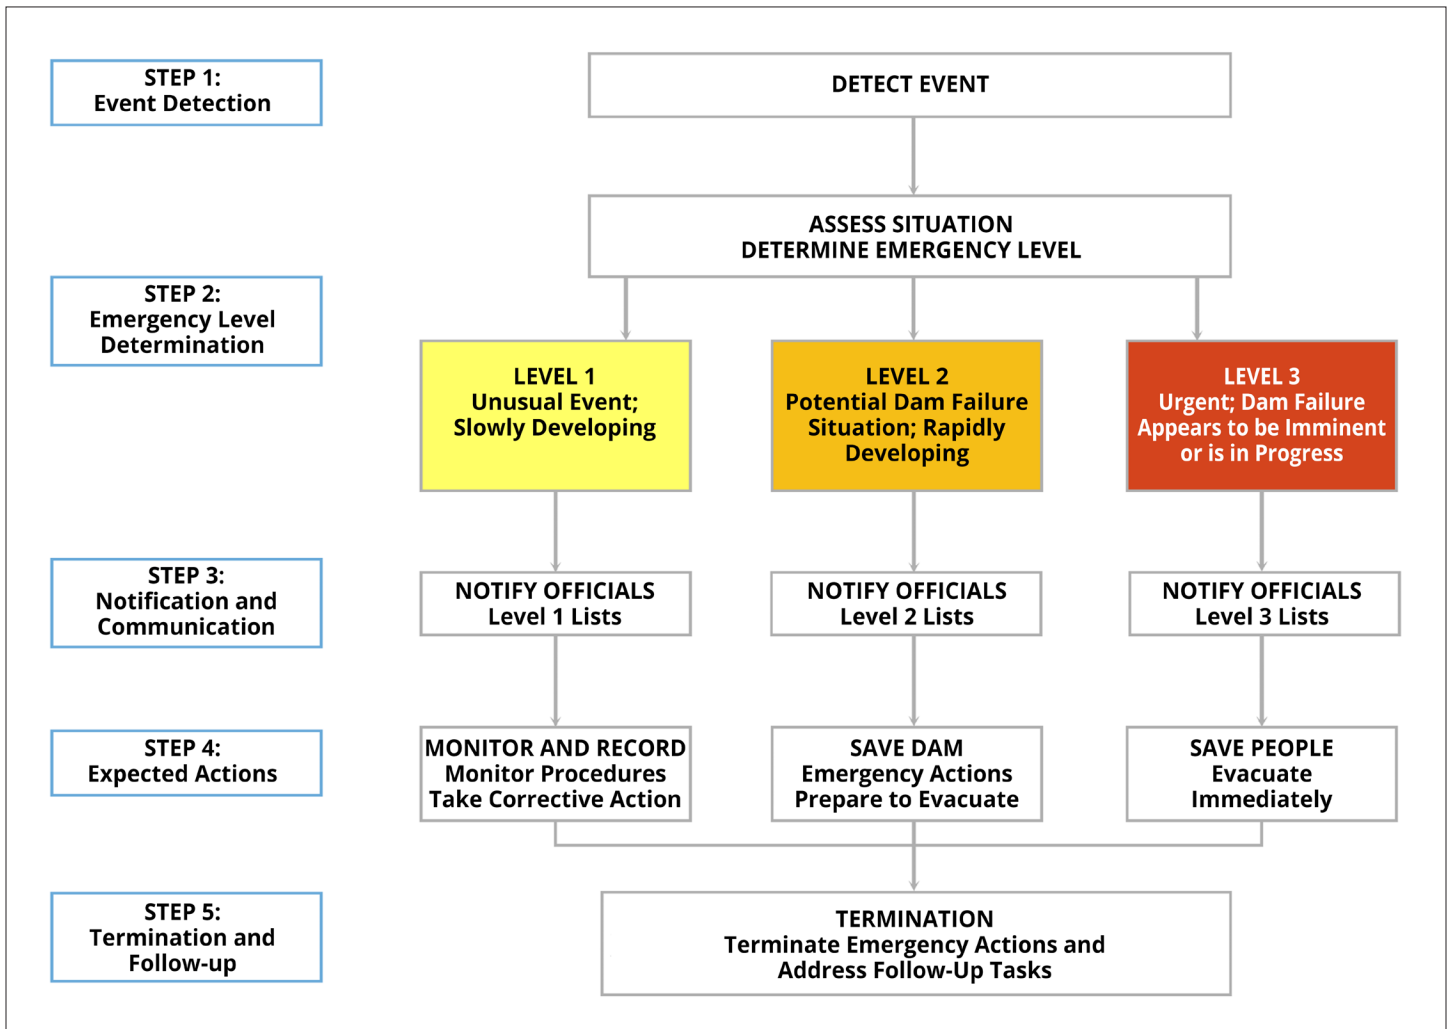 STEP 1:
Event Detection
DETECT EVENT
ASSESS SITUATION
DETERMINE EMERGENCY LEVEL
STEP 2:
Emergency Level
Determination
LEVEL 1
Unusual Event;
Slowly Developing
LEVEL 2
Potential Dam Failure
Situation; Rapidly
Developing
LEVEL 3
Urgent; Dam Failure
Appears to be Imminent
or is in Progress
STEP 3:
Notification and
Communication
NOTIFY OFFICIALS
Level 1 Lists
NOTIFY OFFICIALS
Level 2 Lists
NOTIFY OFFICIALS
Level 3 Lists
STEP 4:
Expected Actions
MONITOR AND RECORD
Monitor Procedures
Take Corrective Action
SAVE DAM
Emergency Actions
Prepare to Evacuate
SAVE PEOPLE
Evacuate
Immediately
STEP 5:
Termination and
Follow-up
TERMINATION
Terminate Emergency Actions and
Address Follow-Up Tasks